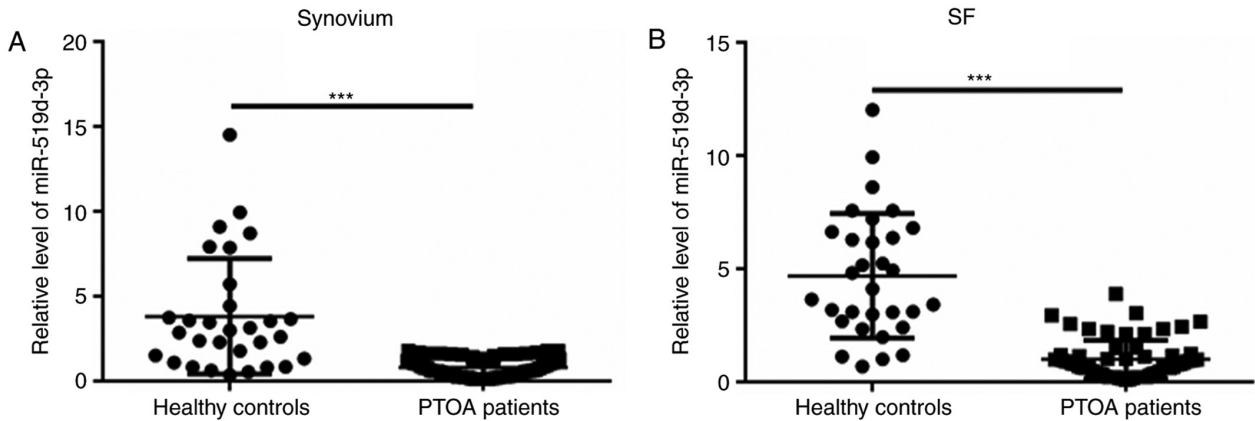 A
Synovium
Relative level of miR-519d-3p
20
15
10
5
0
***
Healthy controls
PTOA patients
B
SF
Relative level of miR-519d-3p
15
10
5
0
***
Healthy controls
PTOA patients